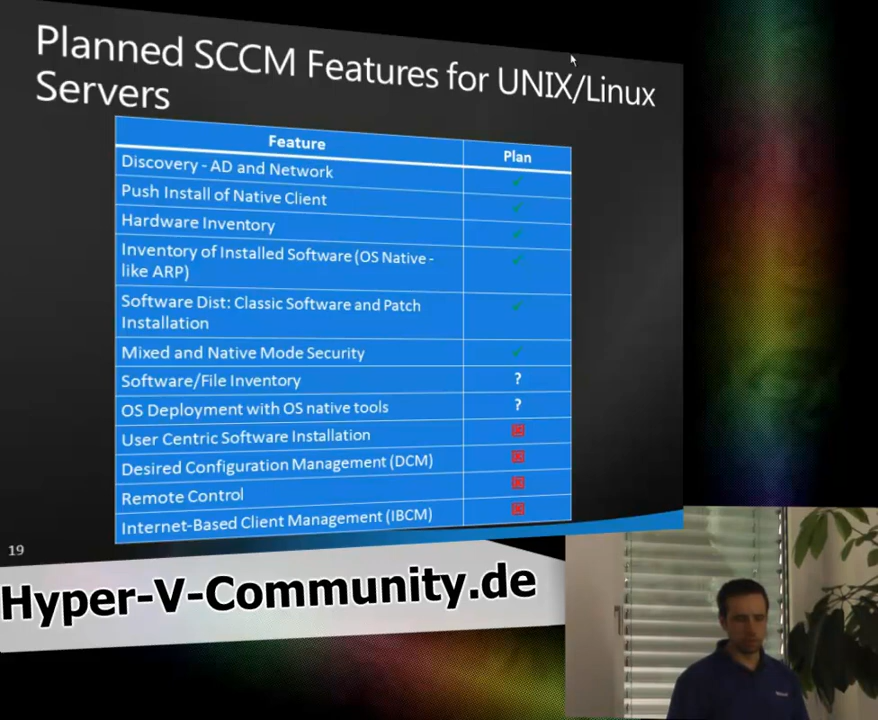 Planned SCCM Features for UNIX/Linux
Servers
Feature Plan
Discovery - AD and Network ✓
Push Install of Native Client ✓
Hardware Inventory ✓
Inventory of Installed Software (OS Native -
like ARP) ✓
Software Dist: Classic Software and Patch
Installation ✓
Mixed and Native Mode Security ✓
Software/File Inventory ?
OS Deployment with OS native tools ?
User Centric Software Installation
Desired Configuration Management (DCM)
Remote Control
Internet-Based Client Management (IBCM)
19
Hyper-V-Community.de